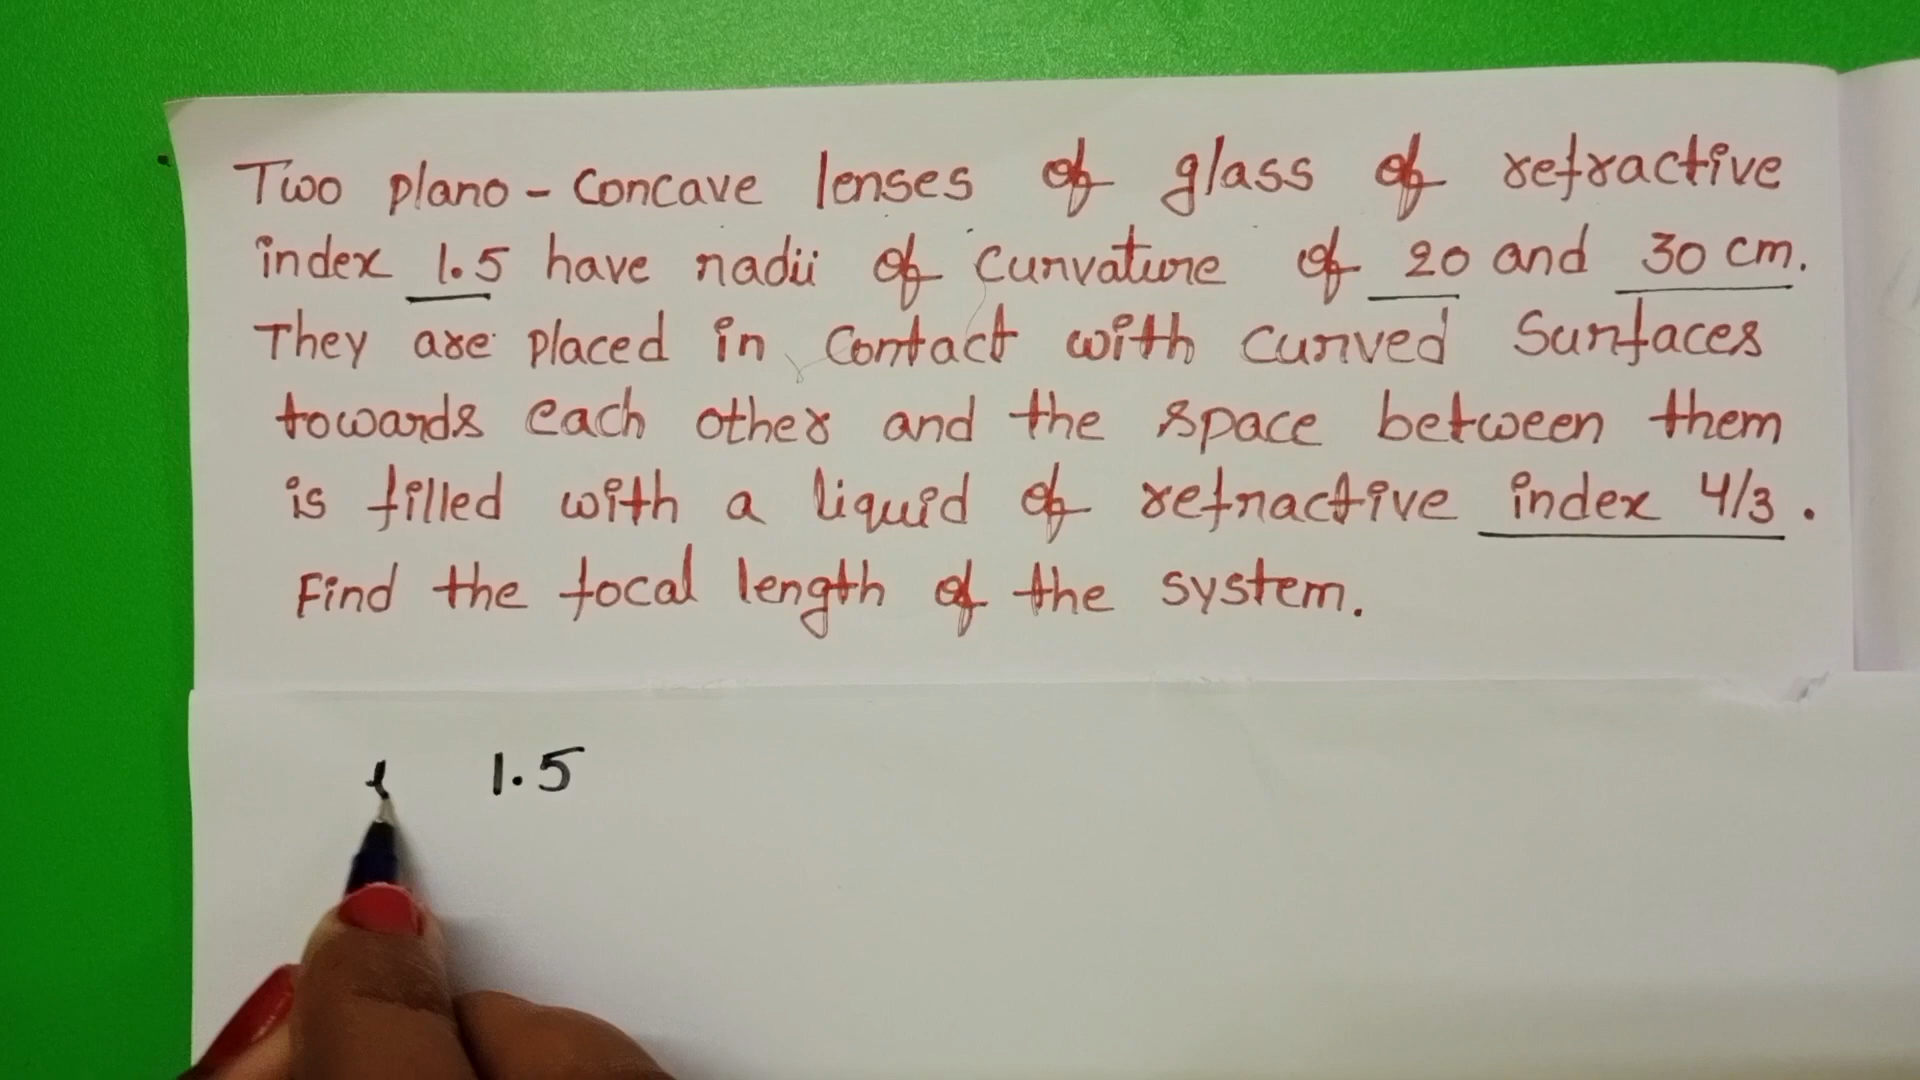 Two plano-concave lenses of glass of refractive
index 1.5 have radii of curvature of 20 and 30 cm.
They are placed in contact with curved surfaces
towards each other and the space between them
is filled with a liquid of refractive index 4/3.
Find the focal length of the system.
1.5